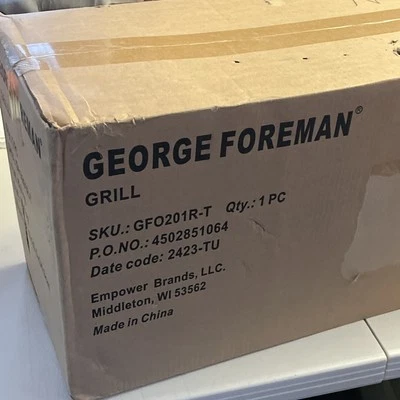 GEORGE FOREMAN®
GRILL
SKU.: GFO201R-T Qty.: 1 PC
P.O.NO.: 4502851064
Date code: 2423-TU
Empower Brands, LLC.
Middleton, WI 53562
Made in China